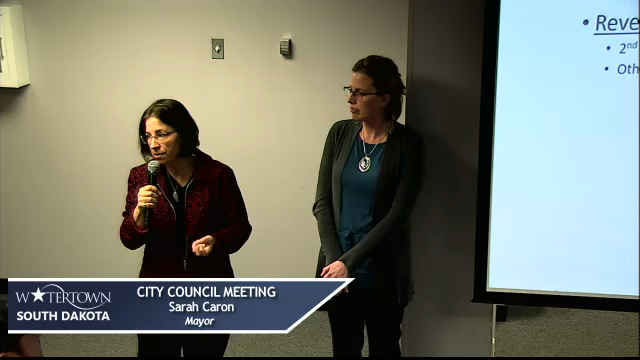 • Reve
• 2nd
• Oth
WATERTOWN
SOUTH DAKOTA
CITY COUNCIL MEETING
Sarah Caron
Mayor